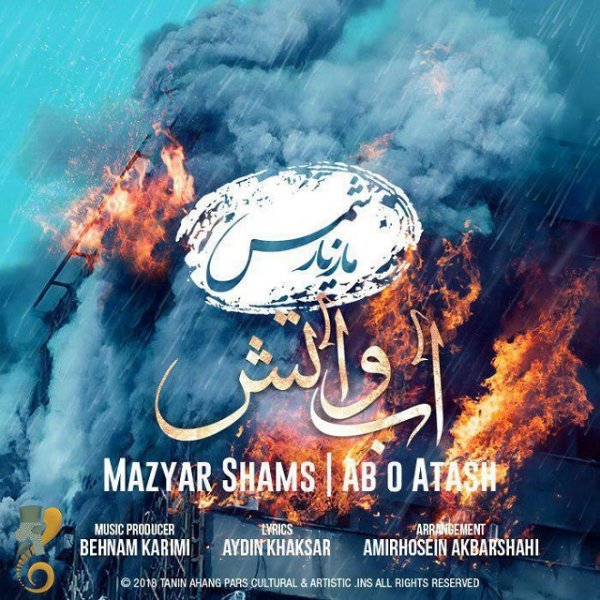 مازیار شمس
آب و آتش
MAZYAR SHAMS | AB O ATASH
MUSIC PRODUCER
BEHNAM KARIMI
LYRICS
AYDIN KHAKSAR
ARRANGEMENT
AMIRHOSEIN AKBARSHAHI
© 2018 TANIN AHANG PARS CULTURAL & ARTISTIC .INS ALL RIGHTS RESERVED